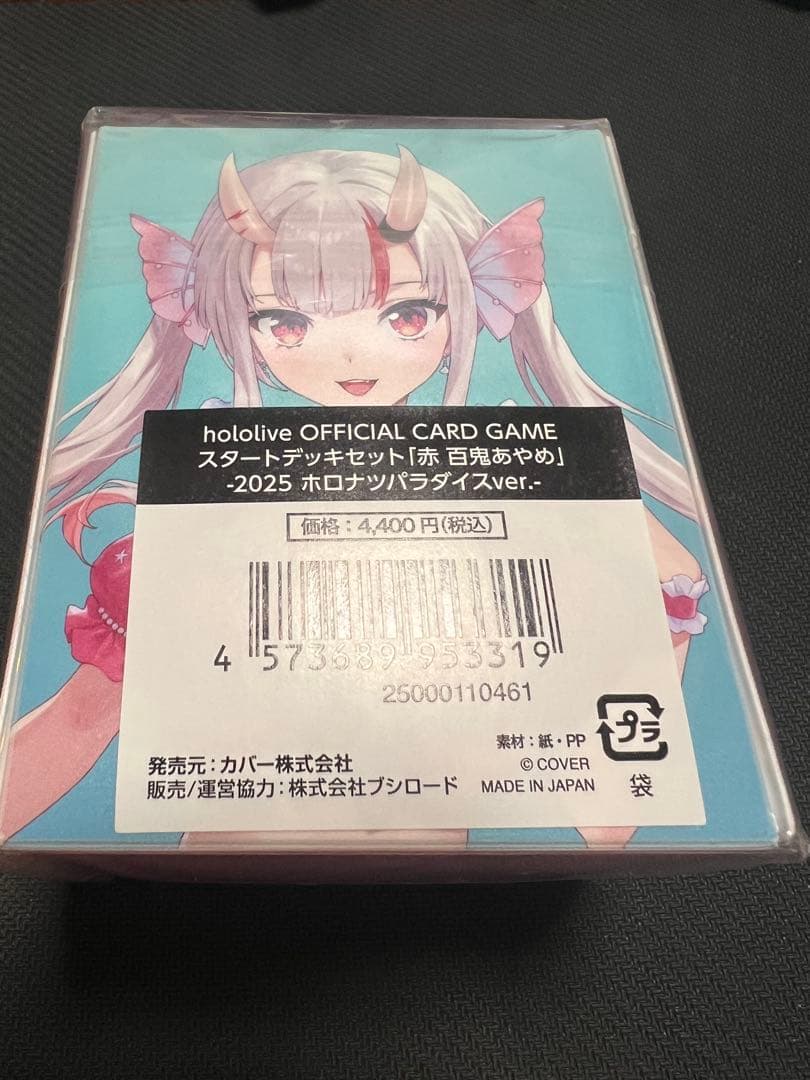 hololive OFFICIAL CARD GAME
スタートデッキセット「赤 百鬼あやめ」
-2025 ホロナツパラダイスver.-
価格：4,400円(税込)
4 573689 953319
25000110461
プラ
素材：紙・PP
発売元：カバー株式会社
© COVER
販売/運営協力：株式会社ブシロード
MADE IN JAPAN
袋